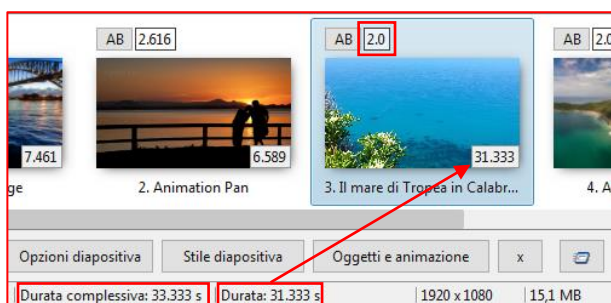 AB 2.616 AB 2.0 AB 2.0
7.461 6.589 31.333
ge 2. Animation Pan 3. Il mare di Tropea in Calabr... 4. A
Opzioni diapositiva Stile diapositiva Oggetti e animazione x
Durata complessiva: 33.333 s Durata: 31.333 s 1920 x 1080 15,1 MB